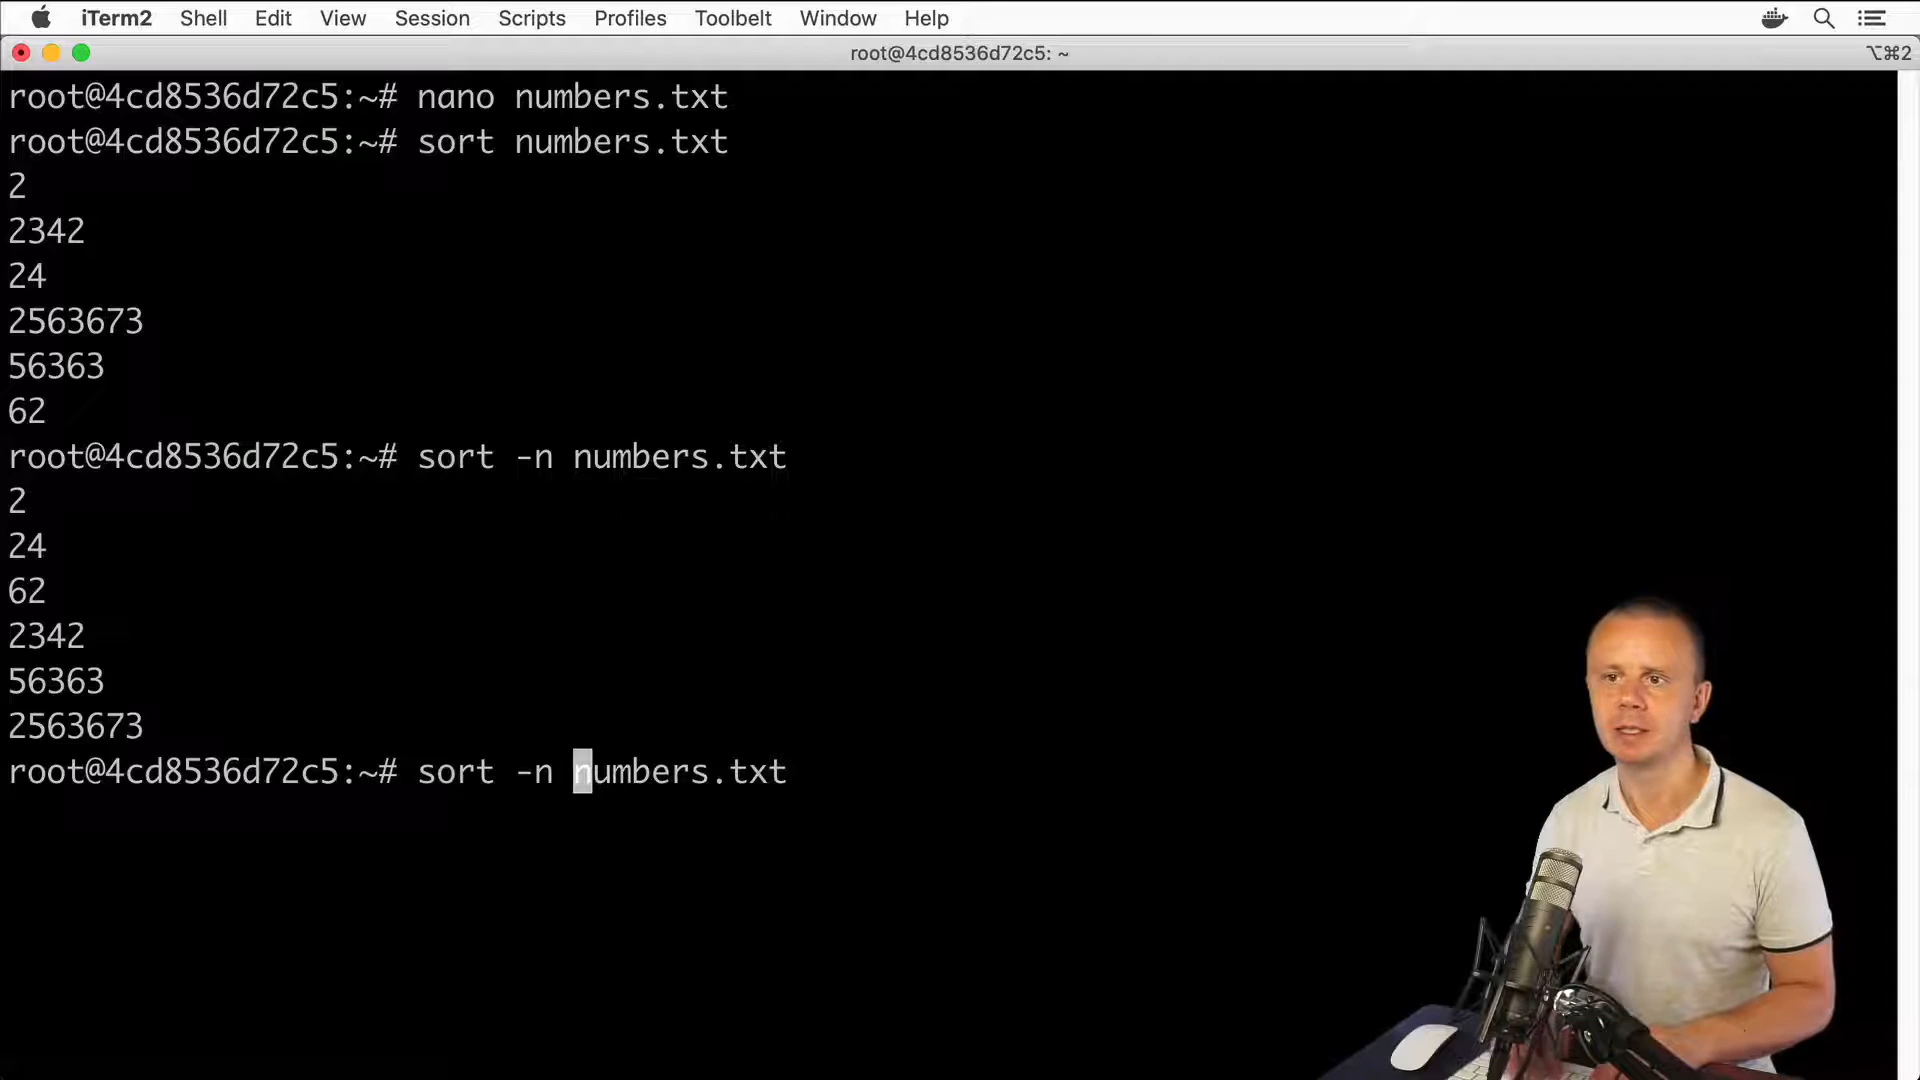 iTerm2 Shell Edit View Session Scripts Profiles Toolbelt Window Help
root@4cd8536d72c5: ~ ⌥⌘2
root@4cd8536d72c5:~# nano numbers.txt
root@4cd8536d72c5:~# sort numbers.txt
2
2342
24
2563673
56363
62
root@4cd8536d72c5:~# sort -n numbers.txt
2
24
62
2342
56363
2563673
root@4cd8536d72c5:~# sort -n numbers.txt